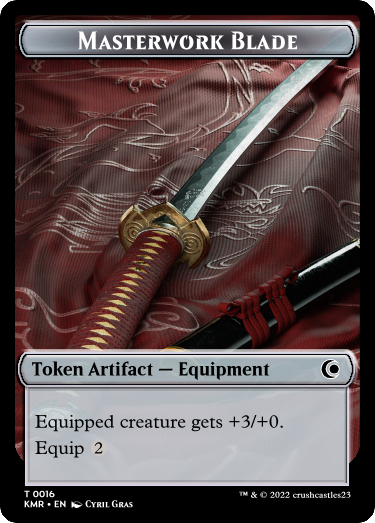 Masterwork Blade
Token Artifact — Equipment
Equipped creature gets +3/+0.
Equip 2
T 0016
KMR • EN Cyril Gras
™ & © 2022 crushcastles23